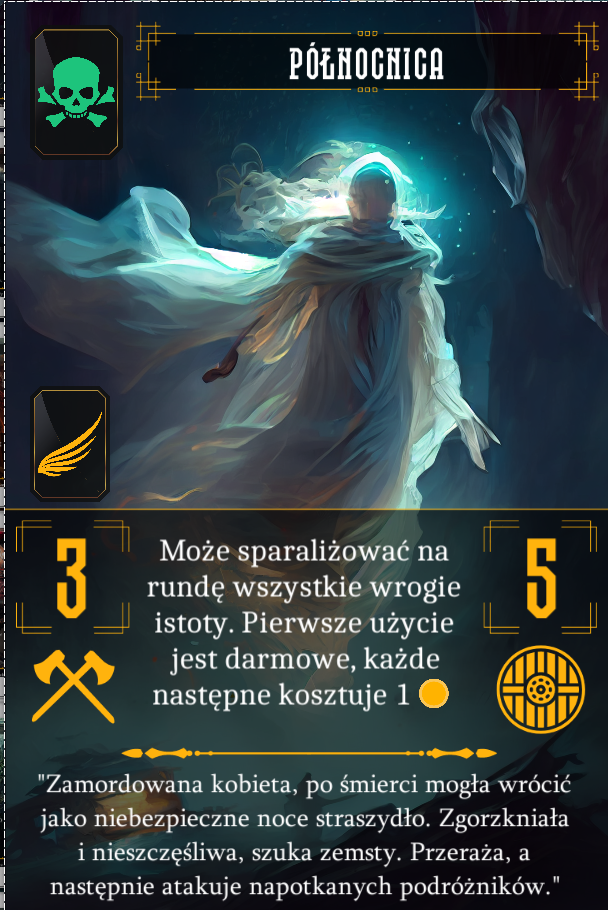 PÓŁNOCNICA
3
5
Może sparaliżować na
rundę wszystkie wrogie
istoty. Pierwsze użycie
jest darmowe, każde
następne kosztuje 1
"Zamordowana kobieta, po śmierci mogła wrócić
jako niebezpieczne noce straszydło. Zgorzkniała
i nieszczęśliwa, szuka zemsty. Przeraża, a
następnie atakuje napotkanych podróżników."